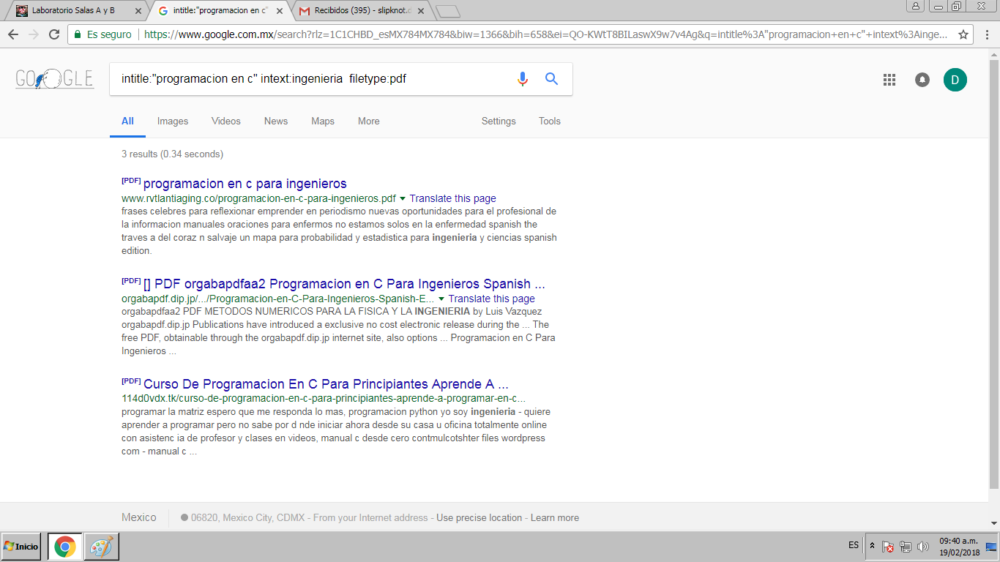 Laboratorio Salas A y B
intitle:"programacion en c"
Recibidos (395) - slipknot.d
Es seguro
https://www.google.com.mx/search?rlz=1C1CHBD_esMX784MX784&biw=1366&bih=658&ei=QO-KWtT8BILaswX9w7v4Ag&q=intitle%3A"programacion+en+c"+intext%3Ainge...
GOOGLE
intitle:"programacion en c" intext:ingenieria  filetype:pdf
D
All Images Videos News Maps More Settings Tools
3 results (0.34 seconds)
[PDF] programacion en c para ingenieros
www.rvtlantiaging.co/programacion-en-c-para-ingenieros.pdf Translate this page
frases celebres para reflexionar emprender en periodismo nuevas oportunidades para el profesional de
la informacion manuales oraciones para enfermos no estamos solos en la enfermedad spanish the
traves a del coraz n salvaje un mapa para probabilidad y estadistica para ingenieria y ciencias spanish
edition.
[PDF] [] PDF orgabapdfaa2 Programacion en C Para Ingenieros Spanish ...
orgabapdf.dip.jp/.../Programacion-en-C-Para-Ingenieros-Spanish-E... Translate this page
orgabapdfaa2 PDF METODOS NUMERICOS PARA LA FISICA Y LA INGENIERIA by Luis Vazquez
orgabapdf.dip.jp Publications have introduced a exclusive no cost electronic release during the ... The
free PDF, obtainable through the orgabapdf.dip.jp internet site, also options ... Programacion en C Para
Ingenieros ...
[PDF] Curso De Programacion En C Para Principiantes Aprende A ...
114d0vdx.tk/curso-de-programacion-en-c-para-principiantes-aprende-a-programar-en-c...
programar la matriz espero que me responda lo mas, programacion python yo soy ingenieria - quiere
aprender a programar pero no sabe por d nde iniciar ahora desde su casa u oficina totalmente online
con asistenc ia de profesor y clases en videos, manual c desde cero contmulcotshter files wordpress
com - manual c ...
Mexico
06820, Mexico City, CDMX - From your Internet address - Use precise location - Learn more
Inicio
ES
09:40 a.m.
19/02/2018